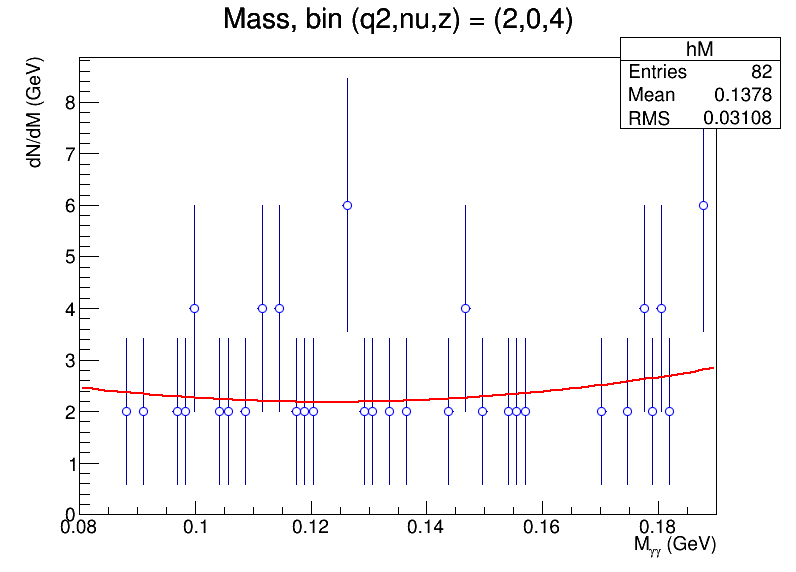 Mass, bin (q2,nu,z) = (2,0,4)
hM
Entries 82
Mean 0.1378
RMS 0.03108
dN/dM (GeV)
8
7
6
5
4
3
2
1
0
0.08 0.1 0.12 0.14 0.16 0.18
Mγγ (GeV)